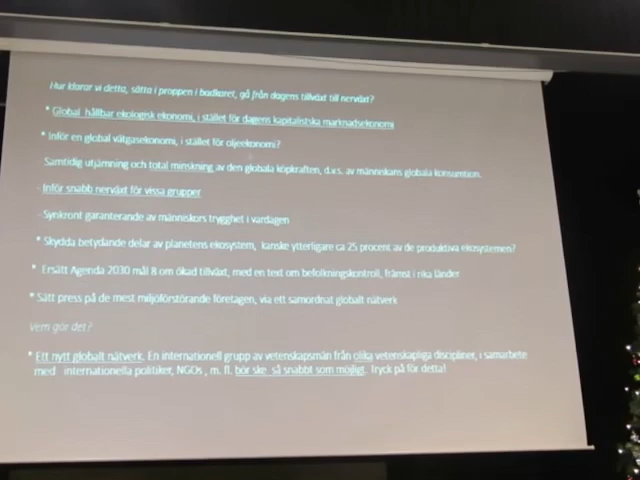 Hur klarar vi detta, sätta i proppen i badkaret, gå från dagens tillväxt till nerväxt?
* Global hållbar ekologisk ekonomi, i stället för dagens kapitalistska marknadsekonomi
* Inför en global vätgasekonomi, i stället för oljeekonomi?
Samtidig utjämning och total minskning av den globala köpkraften, d.v.s. av människans globala konsumtion.
- Inför snabb nerväxt för vissa grupper
- Synkront garanterande av människors trygghet i vardagen
* Skydda betydande delar av planetens ekosystem, kanske ytterligare ca 25 procent av de produktiva ekosystemen?
* Ersätt Agenda 2030 mål 8 om ökad tillväxt, med en text om befolkningskontroll, främst i rika länder
* Sätt press på de mest miljöförstörande företagen, via ett samordnat globalt nätverk
Vem gör det?
* Ett nytt globalt nätverk. En internationell grupp av vetenskapsmän från olika vetenskapliga discipliner, i samarbete
med internationella politiker, NGOs , m. fl. bör ske så snabbt som möjligt. Tryck på för detta!